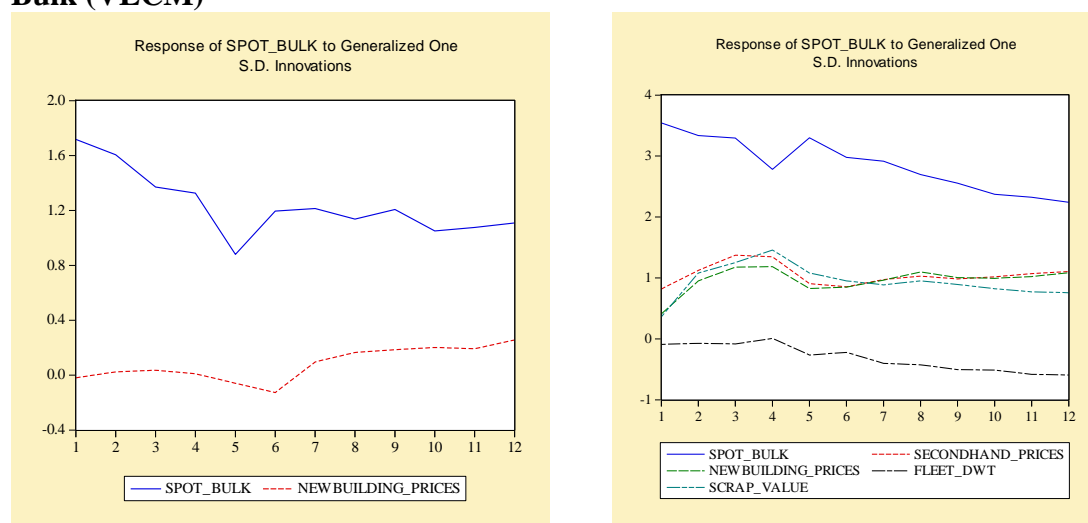 Bulk (VECM)
Response of SPOT_BULK to Generalized One
S.D. Innovations
2.0
1.6
1.2
0.8
0.4
0.0
-0.4
1 2 3 4 5 6 7 8 9 10 11 12
SPOT_BULK NEWBUILDING_PRICES
Response of SPOT_BULK to Generalized One
S.D. Innovations
4
3
2
1
0
-1
1 2 3 4 5 6 7 8 9 10 11 12
SPOT_BULK SECONDHAND_PRICES
NEWBUILDING_PRICES FLEET_DWT
SCRAP_VALUE